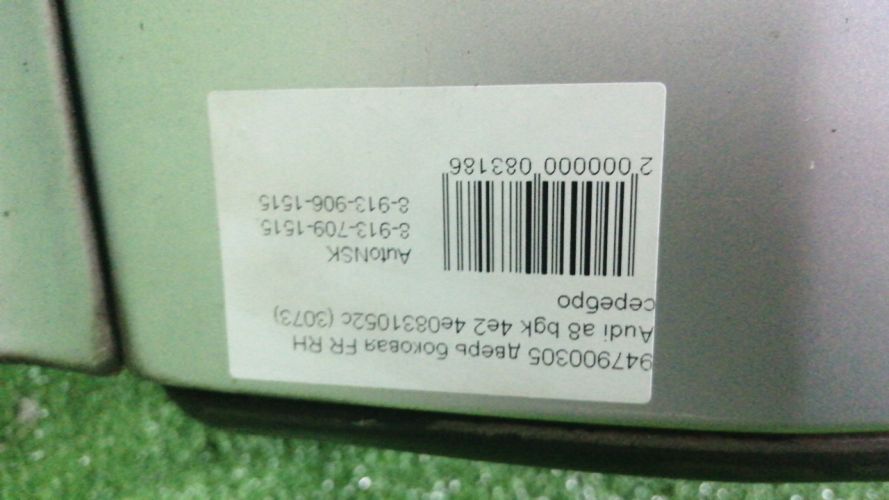 947900305 дверь боковая FR RH
Audi a8 bgk 4e2 4e0831052c (3073)
серебро
AutoNSK
8-913-709-1515
8-913-906-1515
2 000000 083186